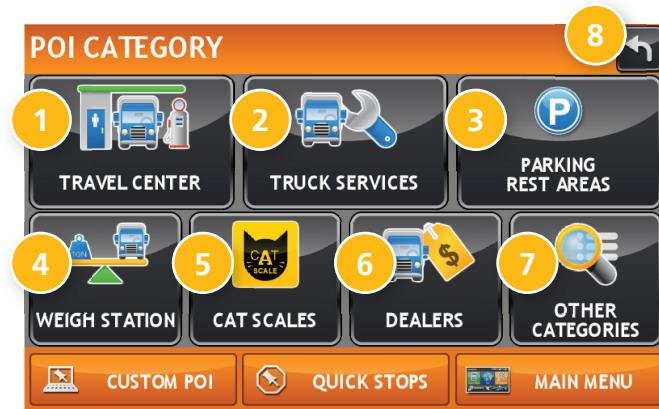 POI CATEGORY
8
1
TRAVEL CENTER
2
TRUCK SERVICES
3
P
PARKING
REST AREAS
4
TON
WEIGH STATION
5
CAT
SCALE
CAT SCALES
6
$
DEALERS
7
OTHER
CATEGORIES
CUSTOM POI
QUICK STOPS
MAIN MENU